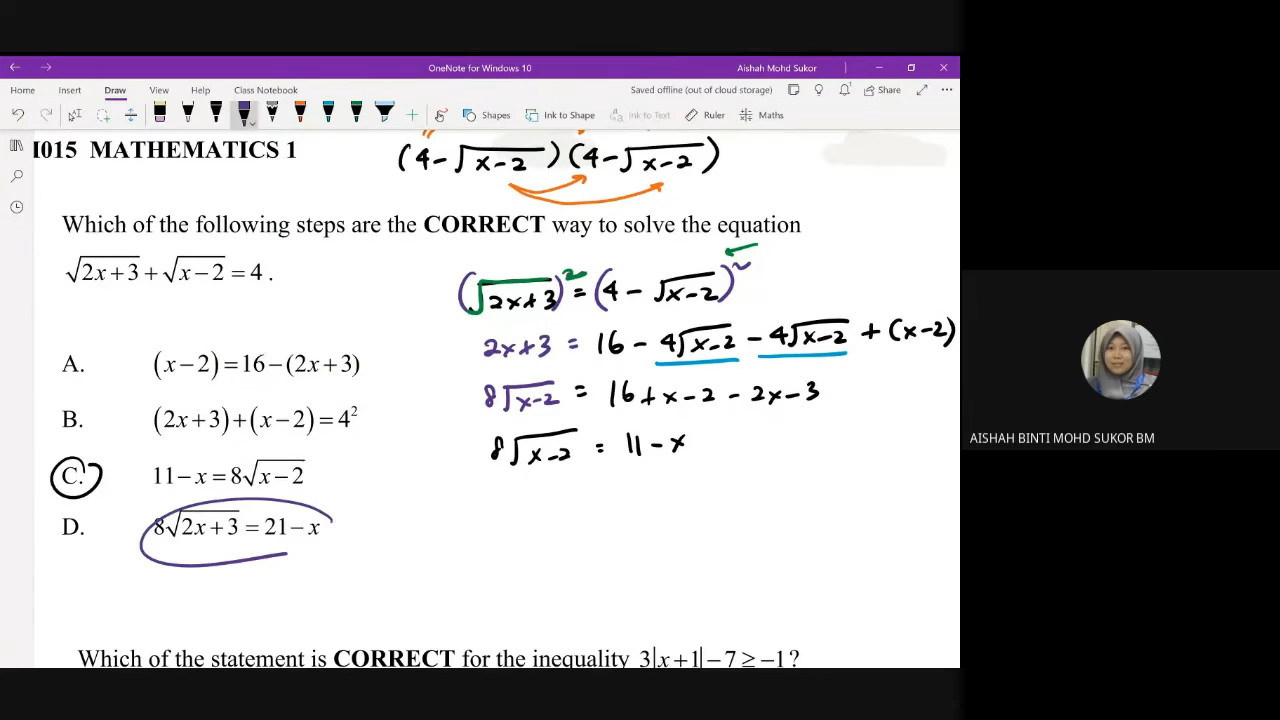 OneNote for Windows 10
Aishah Mohd Sukor
Home Insert Draw View Help Class Notebook
Saved offline (out of cloud storage)
Share
Shapes Ink to Shape Ink to Text Ruler Maths
1015 MATHEMATICS 1
(4-√(x-2))(4-√(x-2))
Which of the following steps are the CORRECT way to solve the equation
√(2x+3)+√(x-2)=4.
(√(2x+3))² = (4-√(x-2))²
2x+3 = 16 - 4√(x-2) - 4√(x-2) + (x-2)
8√(x-2) = 16+x-2-2x-3
8√(x-2) = 11-x
A. (x-2)=16-(2x+3)
B. (2x+3)+(x-2)=4²
C. 11-x=8√(x-2)
D. 8√(2x+3)=21-x
AISHAH BINTI MOHD SUKOR BM
Which of the statement is CORRECT for the inequality 3|x+1|-7≥-1?